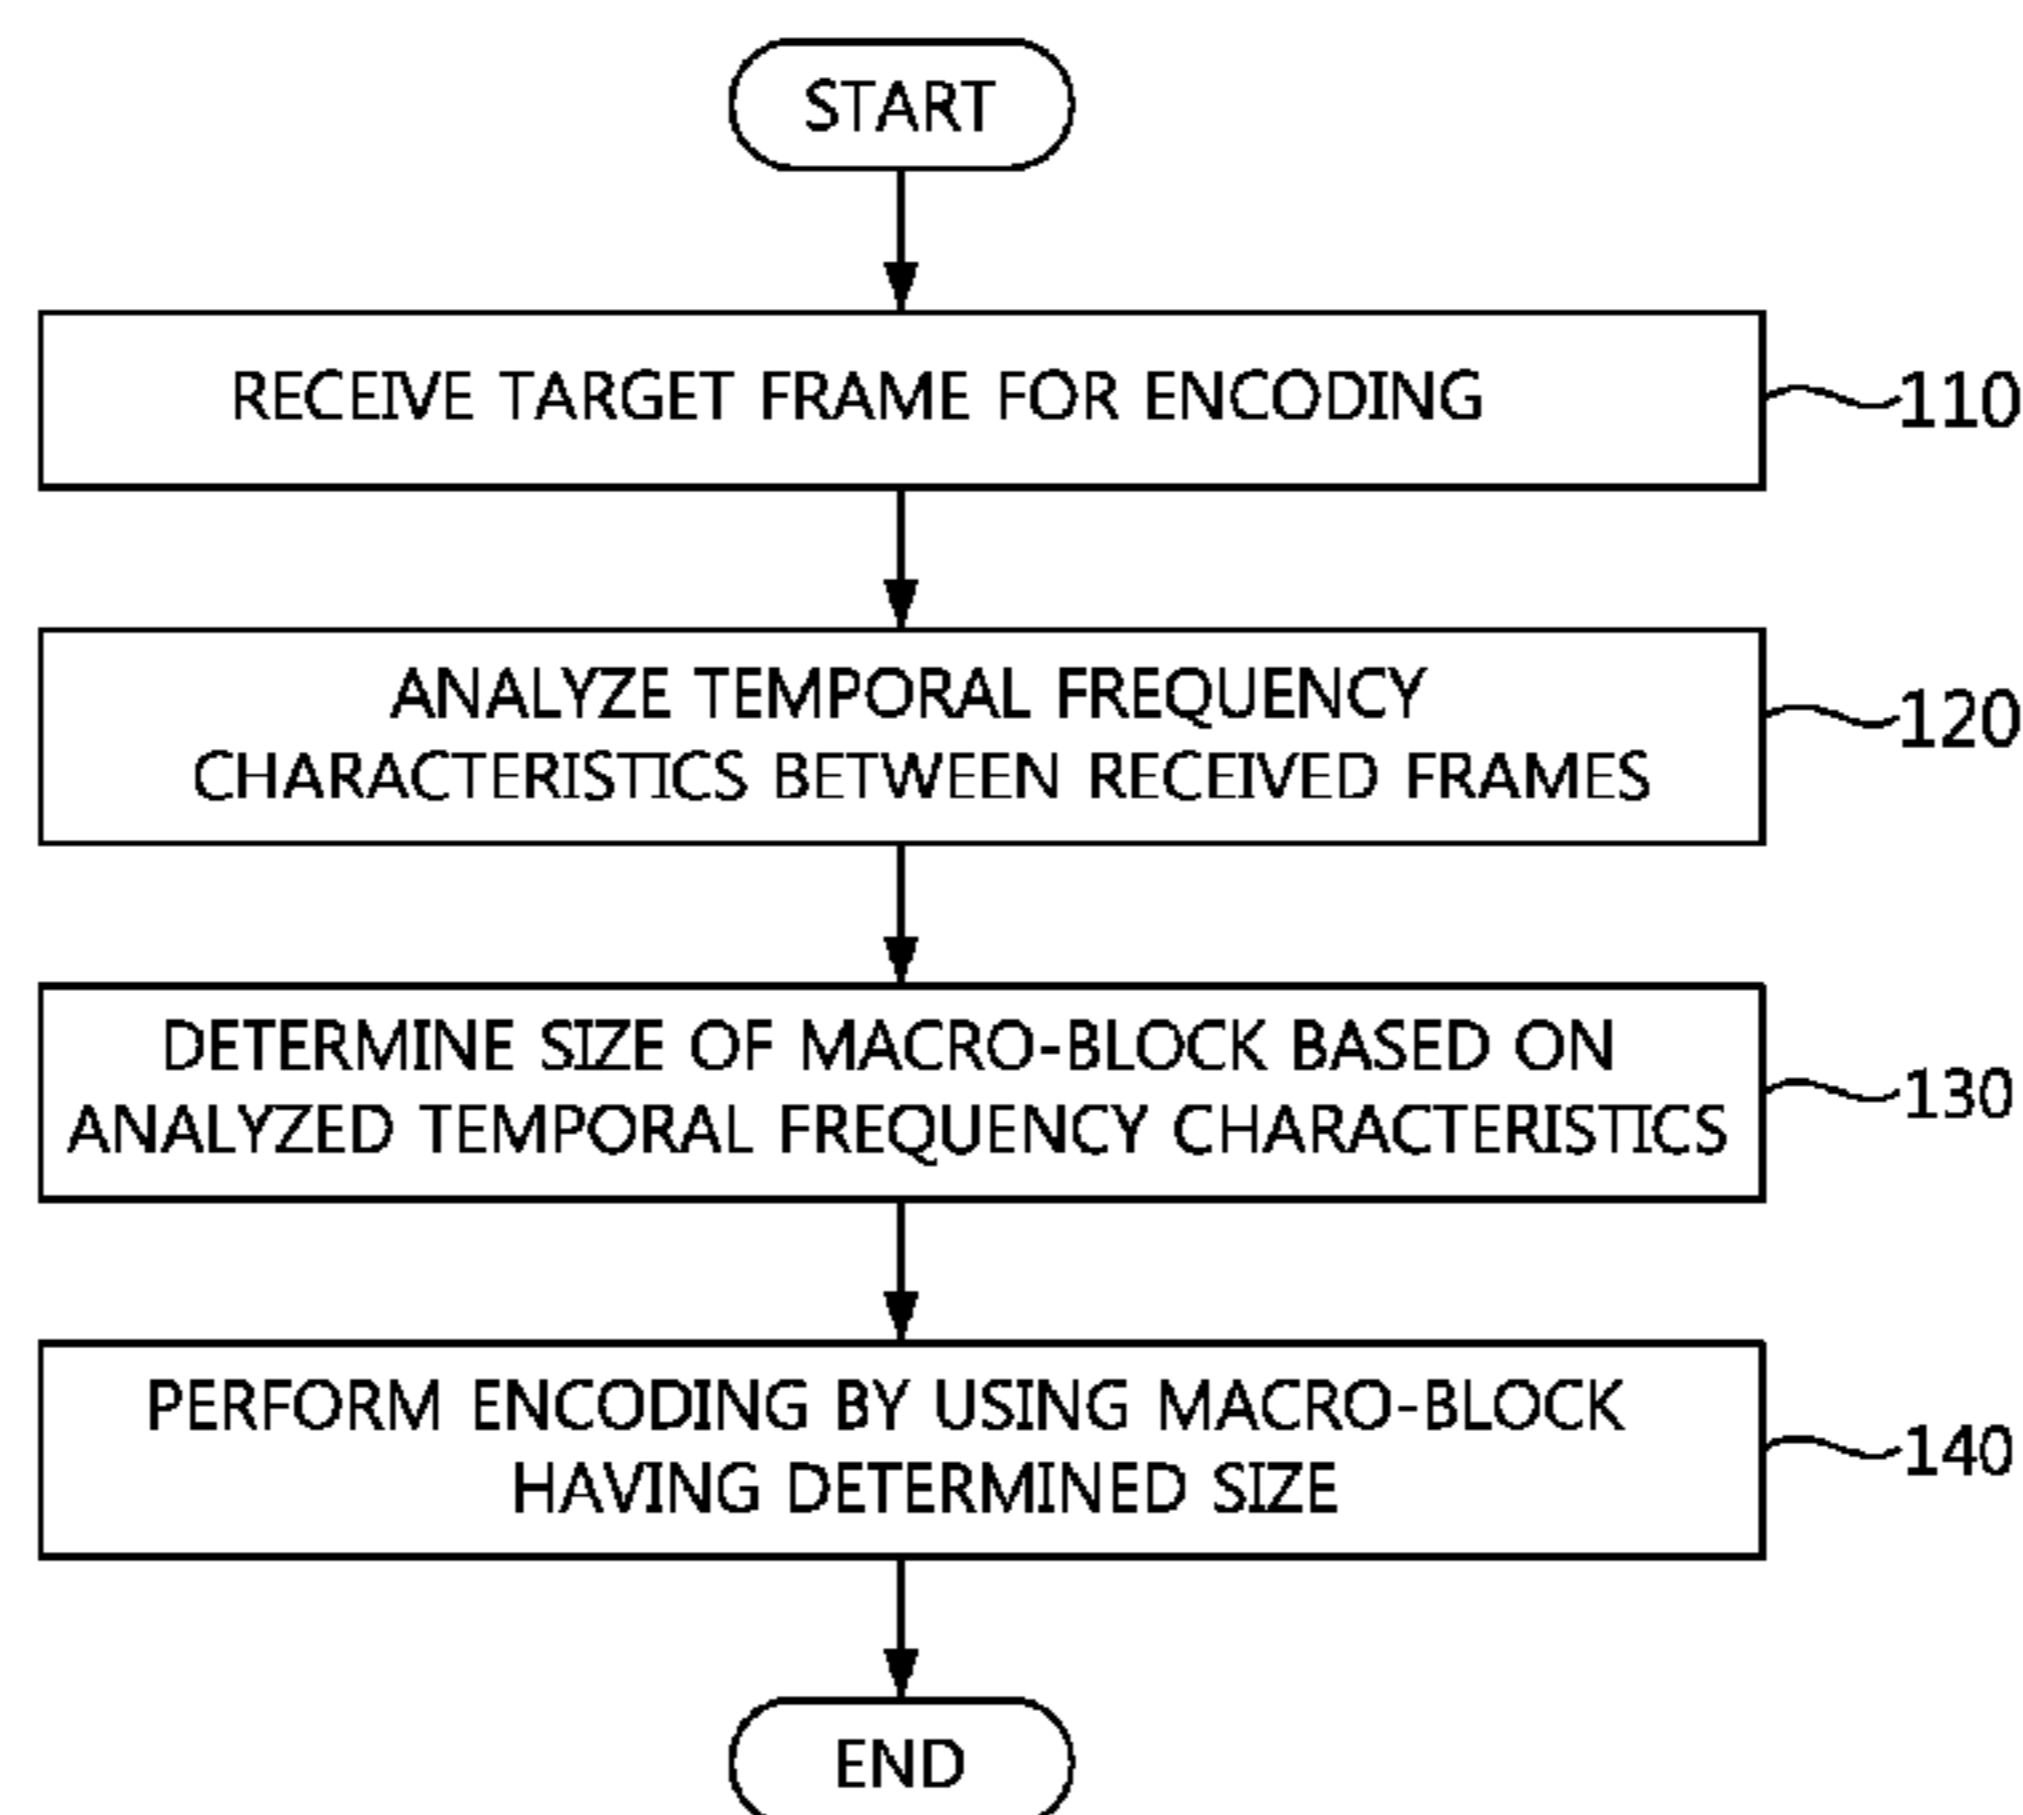 START
RECEIVE TARGET FRAME FOR ENCODING
110
ANALYZE TEMPORAL FREQUENCY
CHARACTERISTICS BETWEEN RECEIVED FRAMES
120
DETERMINE SIZE OF MACRO-BLOCK BASED ON
ANALYZED TEMPORAL FREQUENCY CHARACTERISTICS
130
PERFORM ENCODING BY USING MACRO-BLOCK
HAVING DETERMINED SIZE
140
END